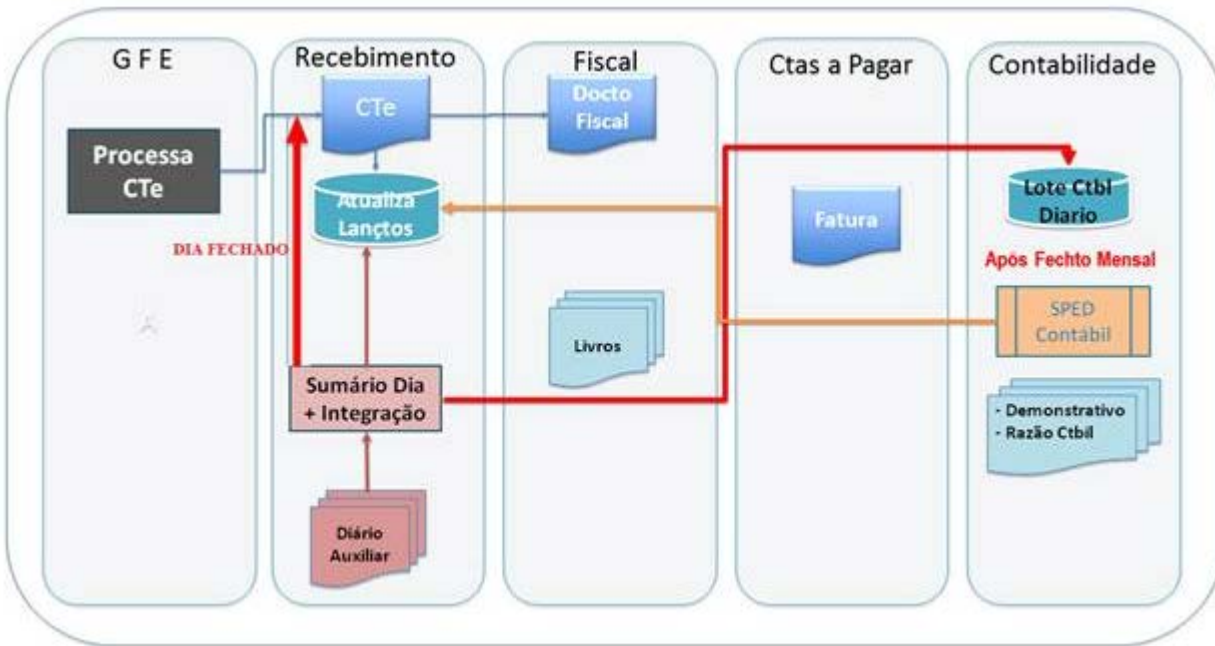 G F E
Processa
CTe
Recebimento
CTe
Atualiza
Lançtos
DIA FECHADO
Sumário Dia
+ Integração
Diário
Auxiliar
Fiscal
Docto
Fiscal
Livros
Ctas a Pagar
Fatura
Contabilidade
Lote Ctbl
Diario
Após Fechto Mensal
SPED
Contábil
- Demonstrativo
- Razão Ctbil